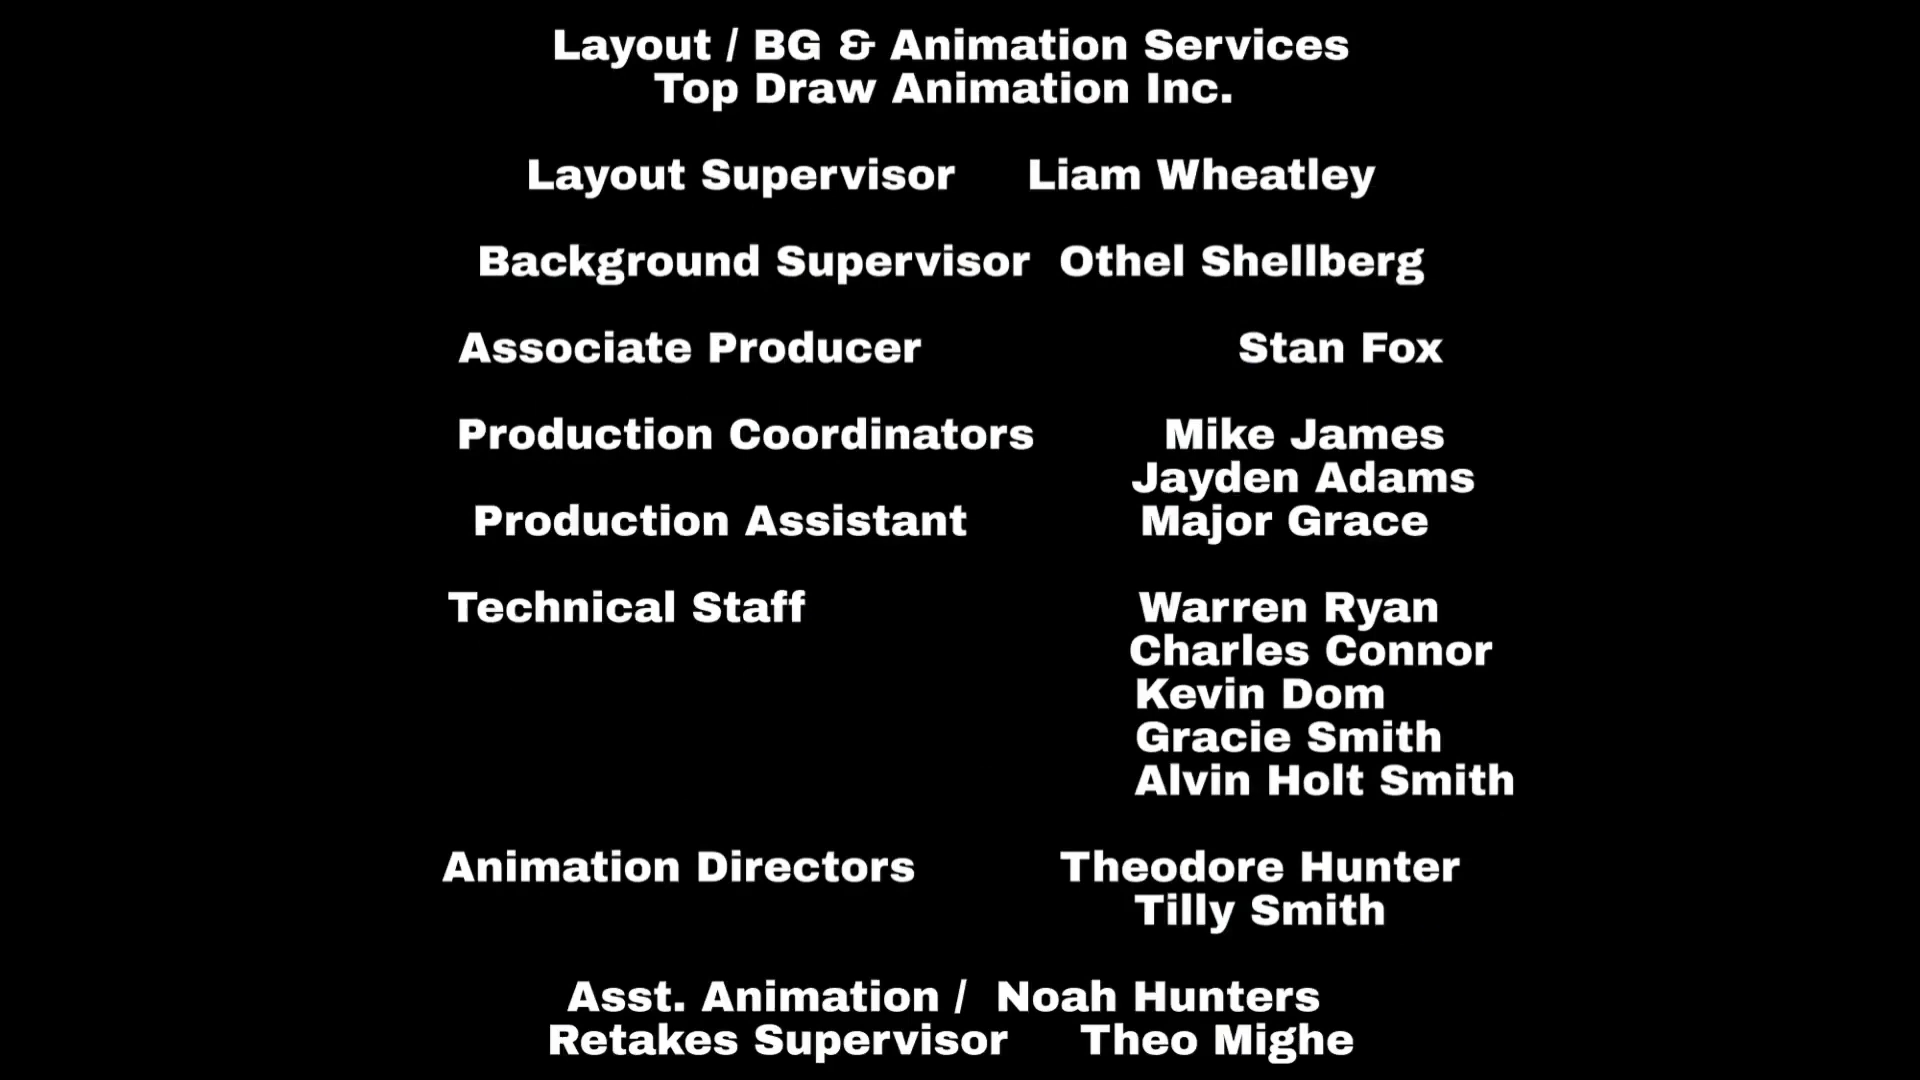 Layout / BG & Animation Services
Top Draw Animation Inc.
Layout Supervisor Liam Wheatley
Background Supervisor Othel Shellberg
Associate Producer Stan Fox
Production Coordinators Mike James
Jayden Adams
Production Assistant Major Grace
Technical Staff Warren Ryan
Charles Connor
Kevin Dom
Gracie Smith
Alvin Holt Smith
Animation Directors Theodore Hunter
Tilly Smith
Asst. Animation / Noah Hunters
Retakes Supervisor Theo Mighe